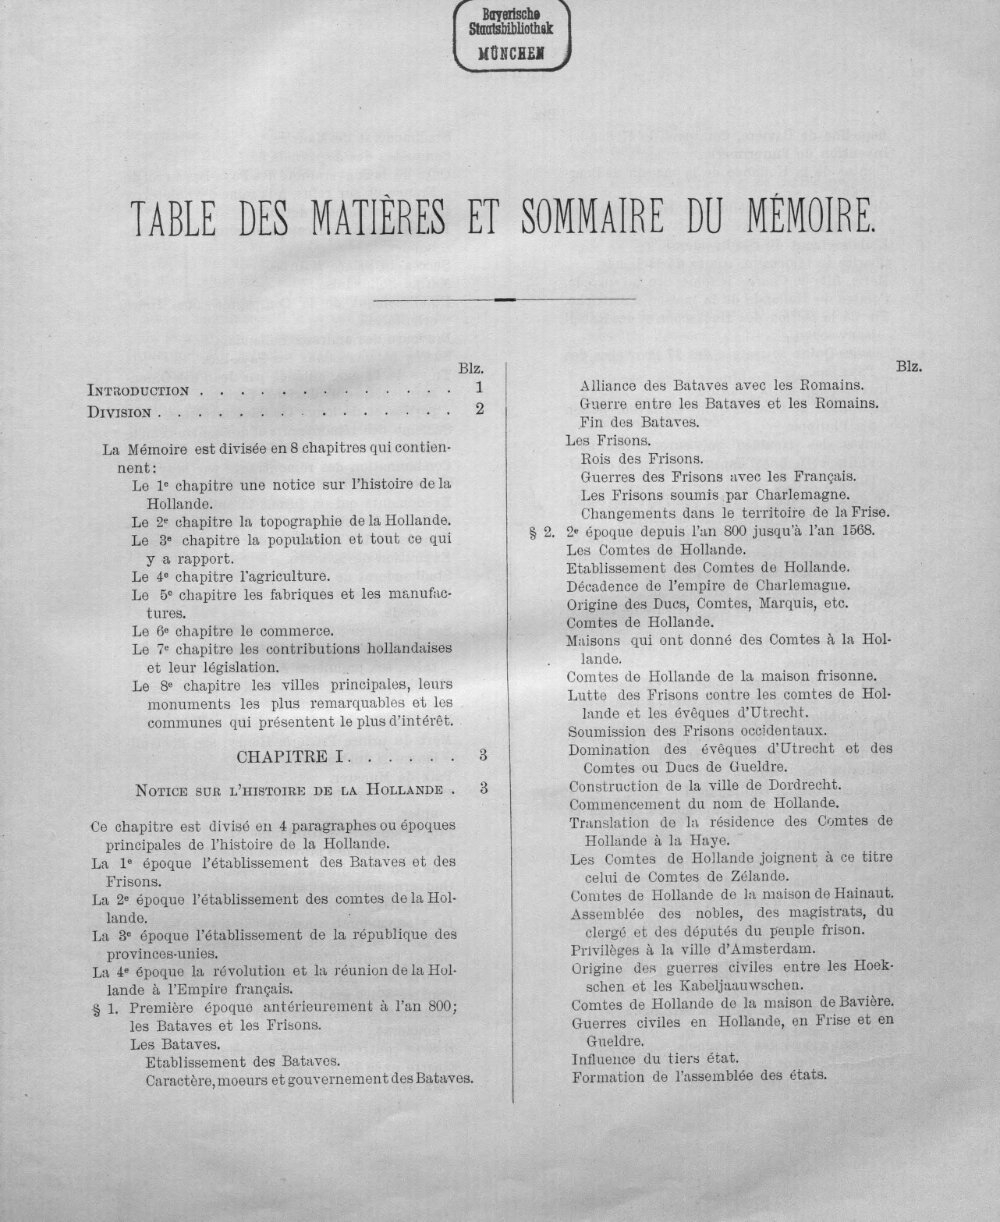 Bayerische
Staatsbibliothek
MÜNCHEN
TABLE DES MATIÈRES ET SOMMAIRE DU MÉMOIRE.
Blz.
INTRODUCTION . . . . . . . . . . . . . 1
DIVISION . . . . . . . . . . . . . . . 2
La Mémoire est divisée en 8 chapitres qui contien-
nent:
Le 1e chapitre une notice sur l'histoire de la
Hollande.
Le 2e chapitre la topographie de la Hollande.
Le 3e chapitre la population et tout ce qui
y a rapport.
Le 4e chapitre l'agriculture.
Le 5e chapitre les fabriques et les manufac-
tures.
Le 6e chapitre le commerce.
Le 7e chapitre les contributions hollandaises
et leur législation.
Le 8e chapitre les villes principales, leurs
monuments les plus remarquables et les
communes qui présentent le plus d'intérêt.
CHAPITRE I. . . . . . 3
NOTICE SUR L'HISTOIRE DE LA HOLLANDE . 3
Ce chapitre est divisé en 4 paragraphes ou époques
principales de l'histoire de la Hollande.
La 1e époque l'établissement des Bataves et des
Frisons.
La 2e époque l'établissement des comtes de la Hol-
lande.
La 3e époque l'établissement de la république des
provinces-unies.
La 4e époque la révolution et la réunion de la Hol-
lande à l'Empire français.
§ 1. Première époque antérieurement à l'an 800;
les Bataves et les Frisons.
Les Bataves.
Etablissement des Bataves.
Caractère, moeurs et gouvernement des Bataves.
Blz.
Alliance des Bataves avec les Romains.
Guerre entre les Bataves et les Romains.
Fin des Bataves.
Les Frisons.
Rois des Frisons.
Guerres des Frisons avec les Français.
Les Frisons soumis par Charlemagne.
Changements dans le territoire de la Frise.
§ 2. 2e époque depuis l'an 800 jusqu'à l'an 1568.
Les Comtes de Hollande.
Etablissement des Comtes de Hollande.
Décadence de l'empire de Charlemagne.
Origine des Ducs, Comtes, Marquis, etc.
Comtes de Hollande.
Maisons qui ont donné des Comtes à la Hol-
lande.
Comtes de Hollande de la maison frisonne.
Lutte des Frisons contre les comtes de Hol-
lande et les évêques d'Utrecht.
Soumission des Frisons occidentaux.
Domination des évêques d'Utrecht et des
Comtes ou Ducs de Gueldre.
Construction de la ville de Dordrecht.
Commencement du nom de Hollande.
Translation de la résidence des Comtes de
Hollande à la Haye.
Les Comtes de Hollande joignent à ce titre
celui de Comtes de Zélande.
Comtes de Hollande de la maison de Hainaut.
Assemblée des nobles, des magistrats, du
clergé et des députés du peuple frison.
Privilèges à la ville d'Amsterdam.
Origine des guerres civiles entre les Hoek-
schen et les Kabeljaauwschen.
Comtes de Hollande de la maison de Bavière.
Guerres civiles en Hollande, en Frise et en
Gueldre.
Influence du tiers état.
Formation de l'assemblée des états.